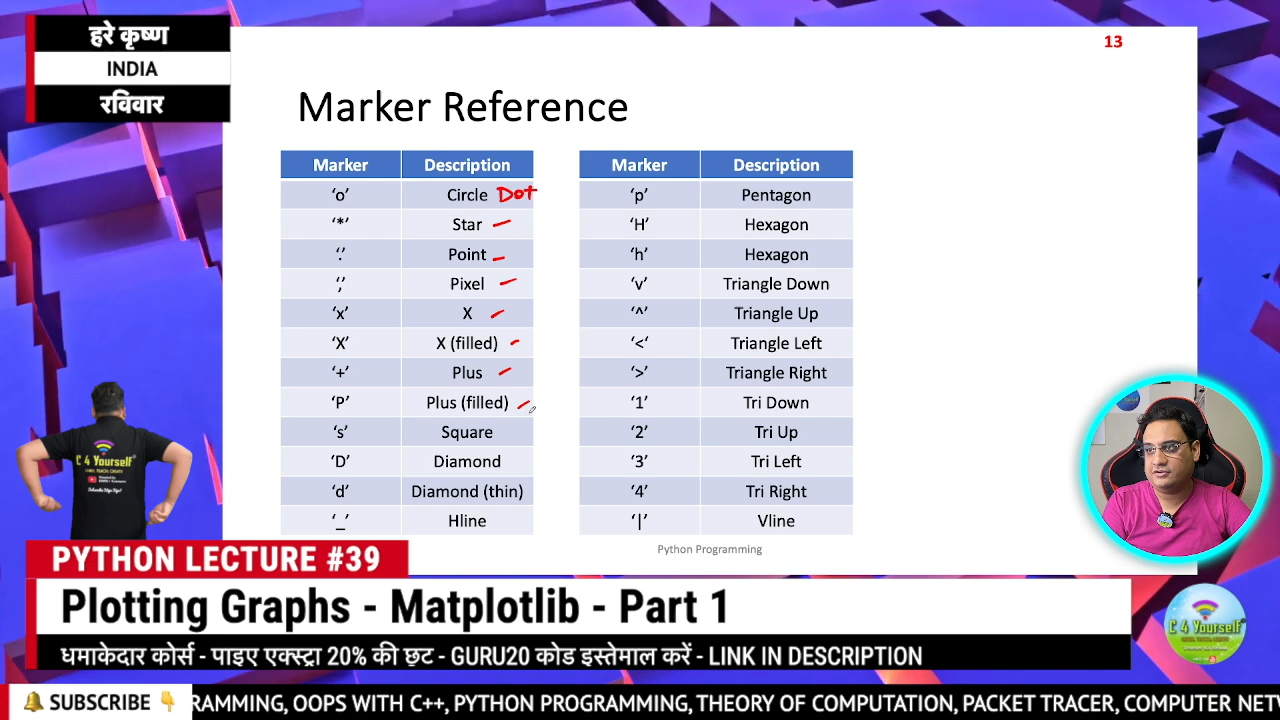 हरे कृष्ण
INDIA
रविवार
13
Marker Reference
Marker Description
'o' Circle Dot
'*' Star
'.' Point
',' Pixel
'x' X
'X' X (filled)
'+' Plus
'P' Plus (filled)
's' Square
'D' Diamond
'd' Diamond (thin)
'_' Hline
Marker Description
'p' Pentagon
'H' Hexagon
'h' Hexagon
'v' Triangle Down
'^' Triangle Up
'<' Triangle Left
'>' Triangle Right
'1' Tri Down
'2' Tri Up
'3' Tri Left
'4' Tri Right
'|' Vline
Python Programming
C 4 Yourself
PYTHON LECTURE #39
Plotting Graphs - Matplotlib - Part 1
धमाकेदार कोर्स - पाइए एक्स्ट्रा 20% की छूट - GUPT20 कोड इस्तेमाल करें - LINK IN DESCRIPTION
C 4 Yourself
SUBSCRIBE
RAMMING, OOPS WITH C++, PYTHON PROGRAMMING, THEORY OF COMPUTATION, PACKET TRACER, COMPUTER NET